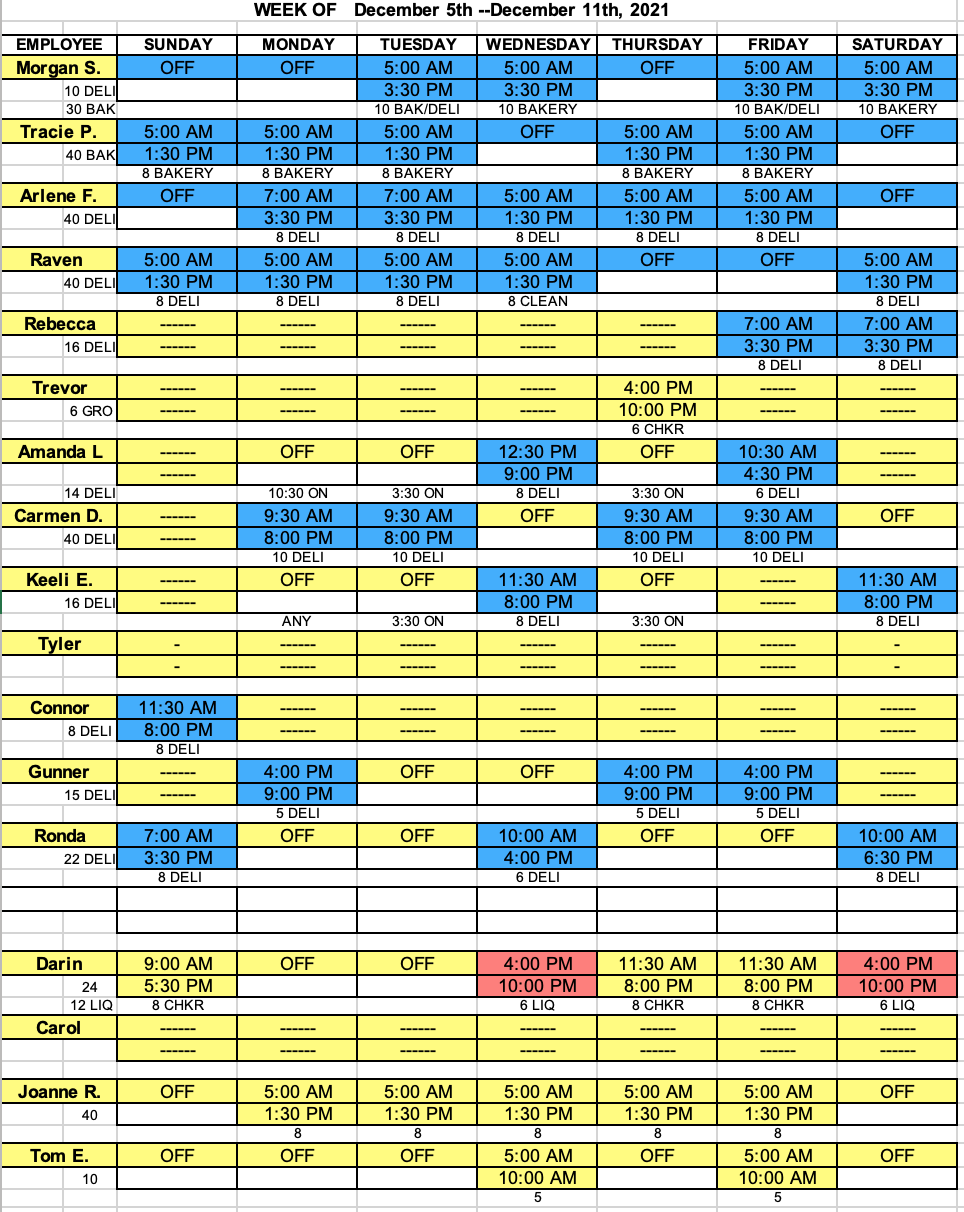 WEEK OF December 5th --December 11th, 2021
EMPLOYEE SUNDAY MONDAY TUESDAY WEDNESDAY THURSDAY FRIDAY SATURDAY
Morgan S. OFF OFF 5:00 AM 5:00 AM OFF 5:00 AM 5:00 AM
10 DELI 3:30 PM 3:30 PM 3:30 PM 3:30 PM
30 BAK 10 BAK/DELI 10 BAKERY 10 BAK/DELI 10 BAKERY
Tracie P. 5:00 AM 5:00 AM 5:00 AM OFF 5:00 AM 5:00 AM OFF
40 BAK 1:30 PM 1:30 PM 1:30 PM 1:30 PM 1:30 PM
8 BAKERY 8 BAKERY 8 BAKERY 8 BAKERY 8 BAKERY
Arlene F. OFF 7:00 AM 7:00 AM 5:00 AM 5:00 AM 5:00 AM OFF
40 DELI 3:30 PM 3:30 PM 1:30 PM 1:30 PM 1:30 PM
8 DELI 8 DELI 8 DELI 8 DELI 8 DELI
Raven 5:00 AM 5:00 AM 5:00 AM 5:00 AM OFF OFF 5:00 AM
40 DELI 1:30 PM 1:30 PM 1:30 PM 1:30 PM 1:30 PM
8 DELI 8 DELI 8 DELI 8 CLEAN 8 DELI
Rebecca ------ ------ ------ ------ ------ 7:00 AM 7:00 AM
16 DELI ------ ------ ------ ------ ------ 3:30 PM 3:30 PM
8 DELI 8 DELI
Trevor ------ ------ ------ ------ 4:00 PM ------ ------
6 GRO ------ ------ ------ ------ 10:00 PM ------ ------
6 CHKR
Amanda L ------ OFF OFF 12:30 PM OFF 10:30 AM ------
------ 9:00 PM 4:30 PM ------
14 DELI 10:30 ON 3:30 ON 8 DELI 3:30 ON 6 DELI
Carmen D. ------ 9:30 AM 9:30 AM OFF 9:30 AM 9:30 AM OFF
40 DELI ------ 8:00 PM 8:00 PM 8:00 PM 8:00 PM
10 DELI 10 DELI 10 DELI 10 DELI
Keeli E. ------ OFF OFF 11:30 AM OFF ------ 11:30 AM
16 DELI ------ 8:00 PM ------ 8:00 PM
ANY 3:30 ON 8 DELI 3:30 ON 8 DELI
Tyler - ------ ------ ------ ------ ------ -
- ------ ------ ------ ------ ------ -
Connor 11:30 AM ------ ------ ------ ------ ------ ------
8 DELI 8:00 PM ------ ------ ------ ------ ------ ------
8 DELI
Gunner ------ 4:00 PM OFF OFF 4:00 PM 4:00 PM ------
15 DELI ------ 9:00 PM 9:00 PM 9:00 PM ------
5 DELI 5 DELI 5 DELI
Ronda 7:00 AM OFF OFF 10:00 AM OFF OFF 10:00 AM
22 DELI 3:30 PM 4:00 PM 6:30 PM
8 DELI 6 DELI 8 DELI
Darin 9:00 AM OFF OFF 4:00 PM 11:30 AM 11:30 AM 4:00 PM
24 5:30 PM 10:00 PM 8:00 PM 8:00 PM 10:00 PM
12 LIQ 8 CHKR 6 LIQ 8 CHKR 8 CHKR 6 LIQ
Carol ------ ------ ------ ------ ------ ------ ------
------ ------ ------ ------ ------ ------ ------
Joanne R. OFF 5:00 AM 5:00 AM 5:00 AM 5:00 AM 5:00 AM OFF
40 1:30 PM 1:30 PM 1:30 PM 1:30 PM 1:30 PM
8 8 8 8 8
Tom E. OFF OFF OFF 5:00 AM OFF 5:00 AM OFF
10 10:00 AM 10:00 AM
5 5